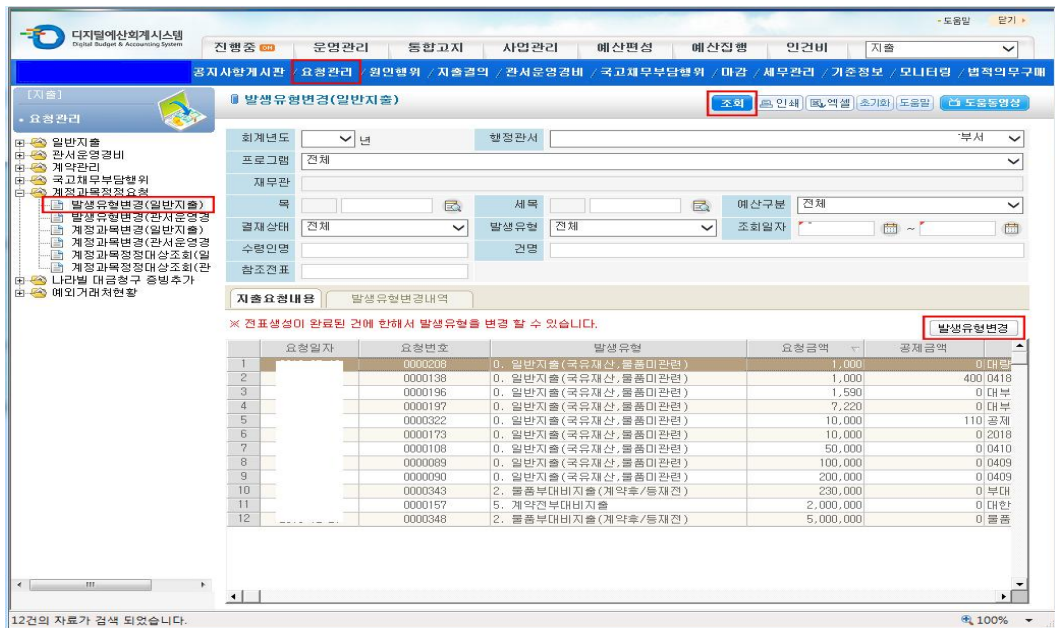 - 도움말 닫기
디지털예산회계시스템
Digital Budget & Accounting System
진행중 ON 운영관리 통합고지 사업관리 예산편성 예산집행 인건비 지출
공지사항게시판 / 요청관리 / 원인행위 / 지출결의 / 관서운영경비 / 국고채무부담행위 / 마감 / 세무관리 / 기준정보 / 모니터링 / 법적의무구매
[지출]
• 요청관리
일반지출
관서운영경비
계약관리
국고채무부담행위
계정과목정정요청
발생유형변경(일반지출)
발생유형변경(관서운영경
계정과목변경(일반지출)
계정과목변경(관서운영경
계정과목정정대상조회(일
계정과목정정대상조회(관
나라빌 대금청구 증빙추가
예외거래처현황
발생유형변경(일반지출) 조회 인쇄 엑셀 초기화 도움말 도움동영상
회계년도 년 행정관서 부서
프로그램 전체
재무관
목 세목 예산구분 전체
결재상태 전체 발생유형 전체 조회일자 ~
수령인명 건명
참조전표
지출요청내용 발생유형변경내역
※ 전표생성이 완료된 건에 한해서 발생유형을 변경 할 수 있습니다. 발생유형변경
요청일자 요청번호 발생유형 요청금액 공제금액
1 0000208 0. 일반지출(국유재산,물품미관련) 1,000 0 대량
2 0000138 0. 일반지출(국유재산,물품미관련) 1,000 400 0418
3 0000196 0. 일반지출(국유재산,물품미관련) 1,590 0 대부
4 0000197 0. 일반지출(국유재산,물품미관련) 7,220 0 대부
5 0000322 0. 일반지출(국유재산,물품미관련) 10,000 110 공제
6 0000173 0. 일반지출(국유재산,물품미관련) 10,000 0 2018
7 0000108 0. 일반지출(국유재산,물품미관련) 50,000 0 0410
8 0000089 0. 일반지출(국유재산,물품미관련) 100,000 0 0409
9 0000090 0. 일반지출(국유재산,물품미관련) 200,000 0 0409
10 0000343 2. 물품부대비지출(계약후/등재전) 230,000 0 부대
11 0000157 5. 계약전부대비지출 2,000,000 0 대한
12 0000348 2. 물품부대비지출(계약후/등재전) 5,000,000 0 물품
12건의 자료가 검색 되었습니다. 100%